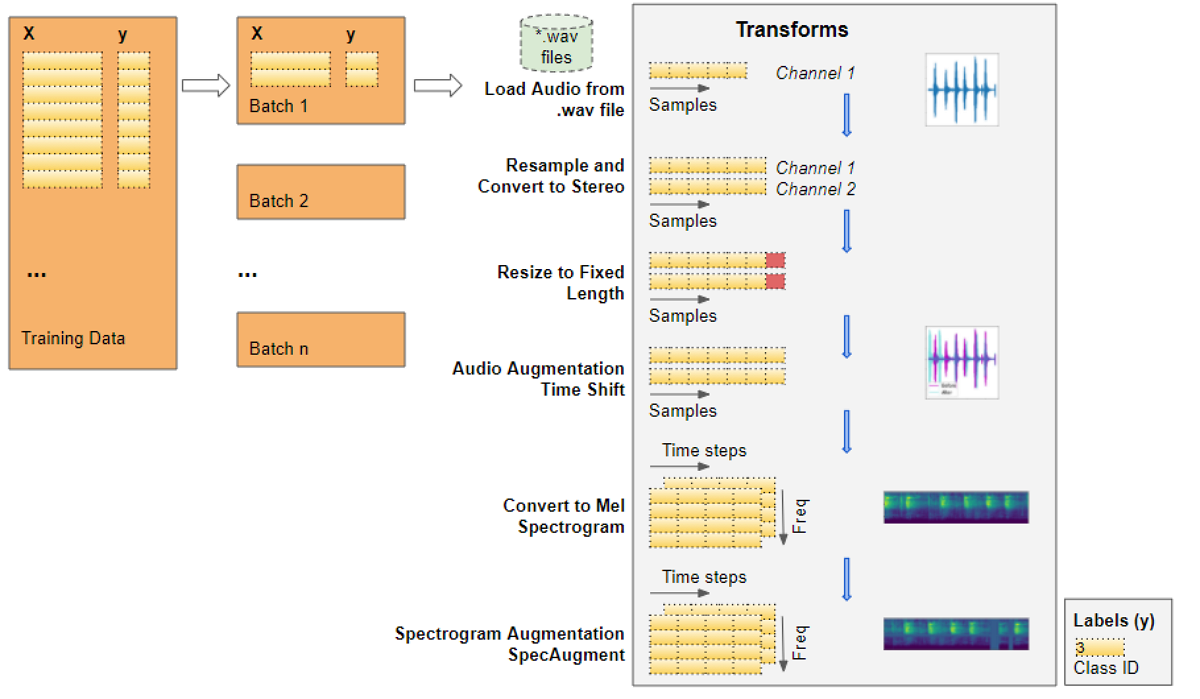 X y
Training Data
...
X y
Batch 1
Batch 2
...
Batch n
*.wav
files
Load Audio from
.wav file
Resample and
Convert to Stereo
Resize to Fixed
Length
Audio Augmentation
Time Shift
Convert to Mel
Spectrogram
Spectrogram Augmentation
SpecAugment
Transforms
Channel 1
Samples
Channel 1
Channel 2
Samples
Samples
Samples
Time steps
Freq
Time steps
Freq
Labels (y)
3
Class ID